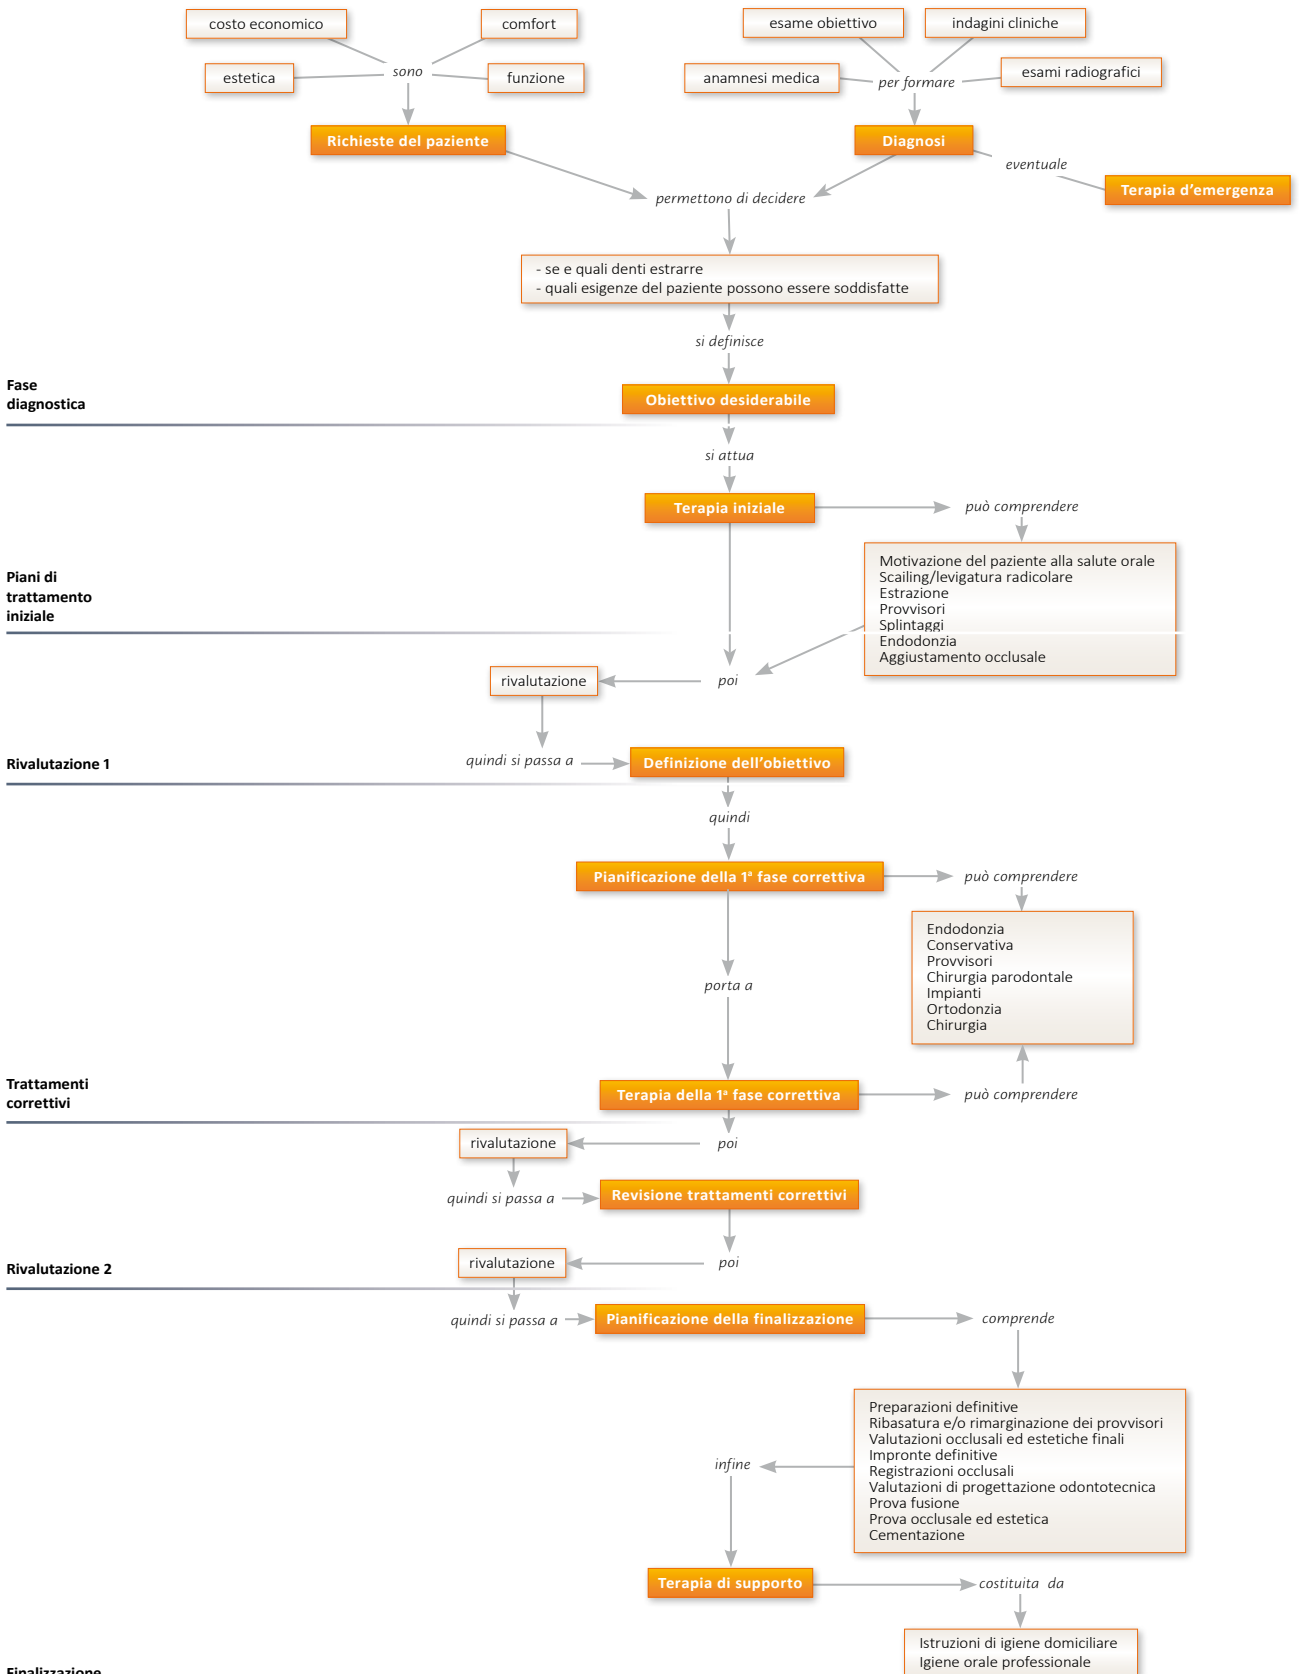 costo economico
comfort
estetica
sono
funzione
Richieste del paziente
esame obiettivo
indagini cliniche
anamnesi medica
per formare
esami radiografici
Diagnosi
eventuale
Terapia d'emergenza
permettono di decidere
- se e quali denti estrarre
- quali esigenze del paziente possono essere soddisfatte
si definisce
Fase
diagnostica
Obiettivo desiderabile
si attua
Terapia iniziale
può comprendere
Motivazione del paziente alla salute orale
Scailing/levigatura radicolare
Estrazione
Provvisori
Splintaggi
Endodonzia
Aggiustamento occlusale
Piani di
trattamento
iniziale
rivalutazione
poi
Rivalutazione 1
quindi si passa a
Definizione dell'obiettivo
quindi
Pianificazione della 1ª fase correttiva
può comprendere
Endodonzia
Conservativa
Provvisori
Chirurgia parodontale
Impianti
Ortodonzia
Chirurgia
porta a
Trattamenti
correttivi
Terapia della 1ª fase correttiva
può comprendere
rivalutazione
poi
quindi si passa a
Revisione trattamenti correttivi
rivalutazione
poi
Rivalutazione 2
quindi si passa a
Pianificazione della finalizzazione
comprende
Preparazioni definitive
Ribasatura e/o rimarginazione dei provvisori
Valutazioni occlusali ed estetiche finali
Impronte definitive
Registrazioni occlusali
Valutazioni di progettazione odontotecnica
Prova fusione
Prova occlusale ed estetica
Cementazione
infine
Terapia di supporto
costituita da
Istruzioni di igiene domiciliare
Igiene orale professionale
Finalizzazione